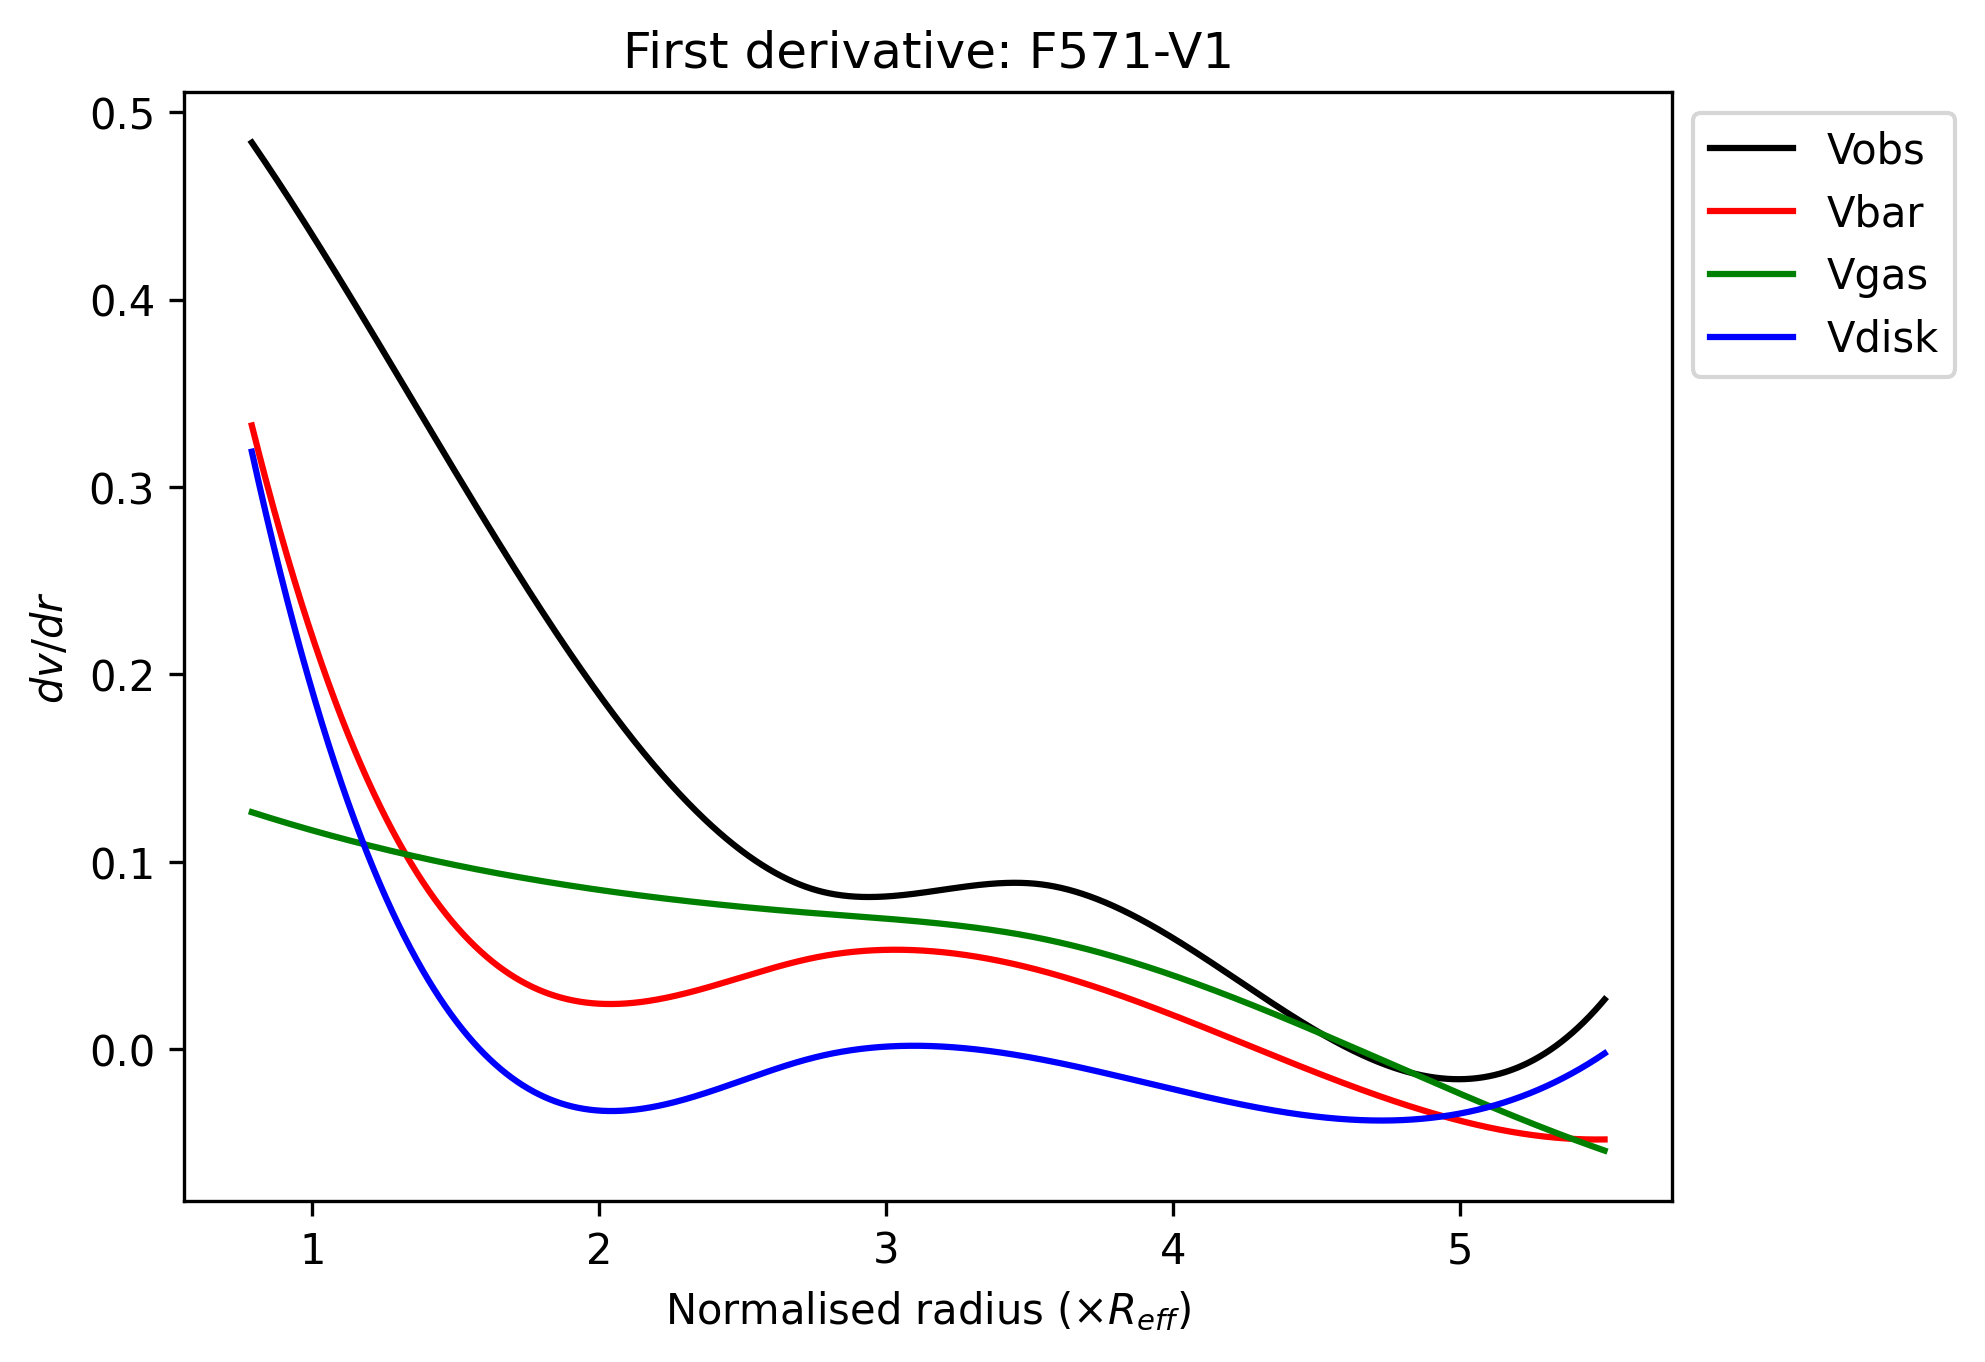 First derivative: F571-V1
0.5
0.4
0.3
0.2
0.1
0.0
dv/dr
1 2 3 4 5
Normalised radius (×R_eff)
Vobs
Vbar
Vgas
Vdisk